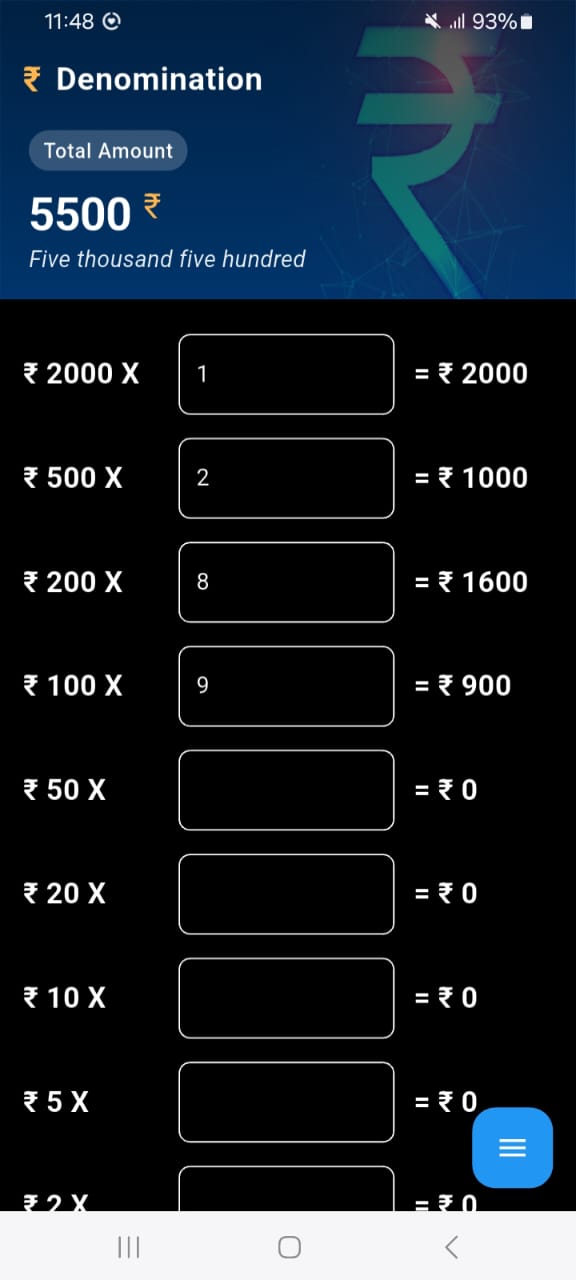 11:48 93%
₹ Denomination
Total Amount
5500 ₹
Five thousand five hundred
₹ 2000 X 1 = ₹ 2000
₹ 500 X 2 = ₹ 1000
₹ 200 X 8 = ₹ 1600
₹ 100 X 9 = ₹ 900
₹ 50 X = ₹ 0
₹ 20 X = ₹ 0
₹ 10 X = ₹ 0
₹ 5 X = ₹ 0
₹ 2 X = ₹ 0